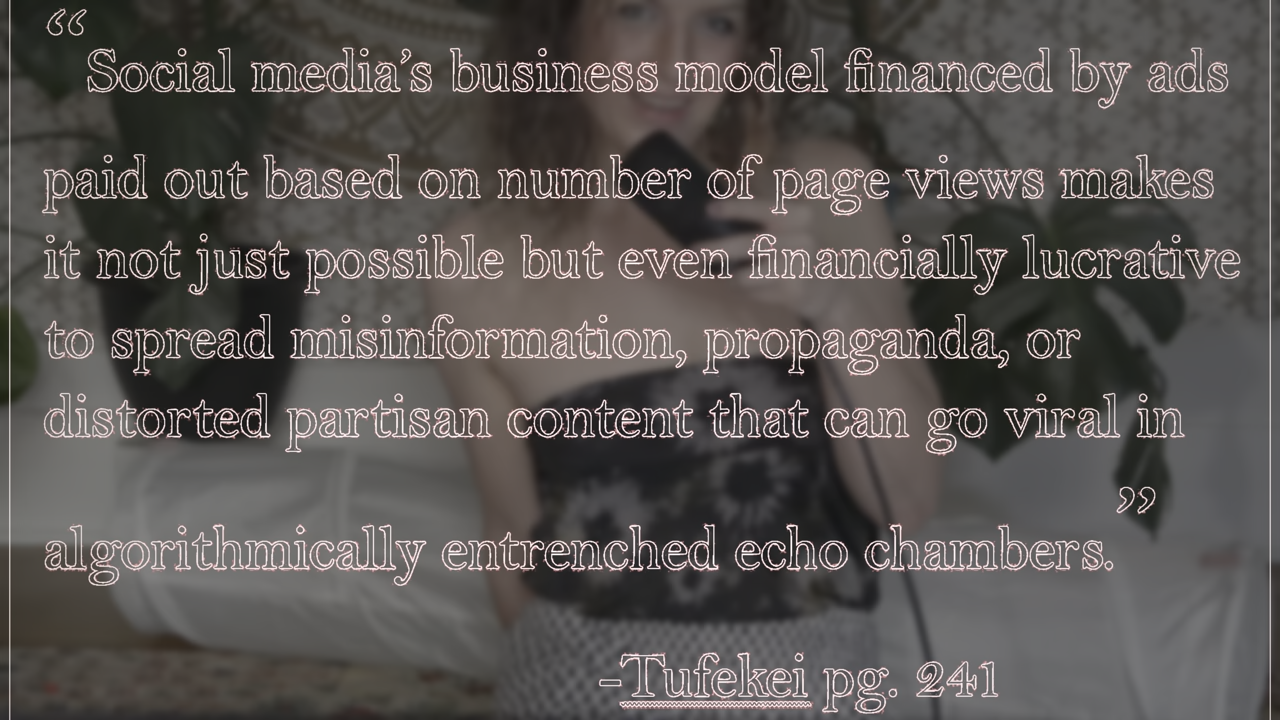 “Social media’s business model financed by ads
paid out based on number of page views makes
it not just possible but even financially lucrative
to spread misinformation, propaganda, or
distorted partisan content that can go viral in
algorithmically entrenched echo chambers.”
-Tufekei pg. 241